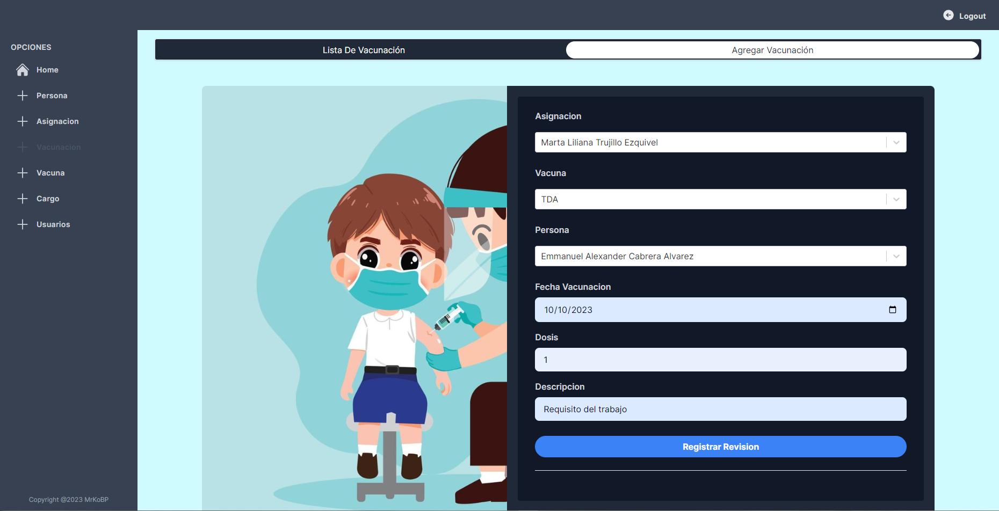 Logout
OPCIONES
Home
Persona
Asignacion
Vacunacion
Vacuna
Cargo
Usuarios
Copyright @2023 MrKoBP
Lista De Vacunación
Agregar Vacunación
Asignacion
Marta Liliana Trujillo Ezquivel
Vacuna
TDA
Persona
Emmanuel Alexander Cabrera Alvarez
Fecha Vacunacion
10/10/2023
Dosis
1
Descripcion
Requisito del trabajo
Registrar Revision